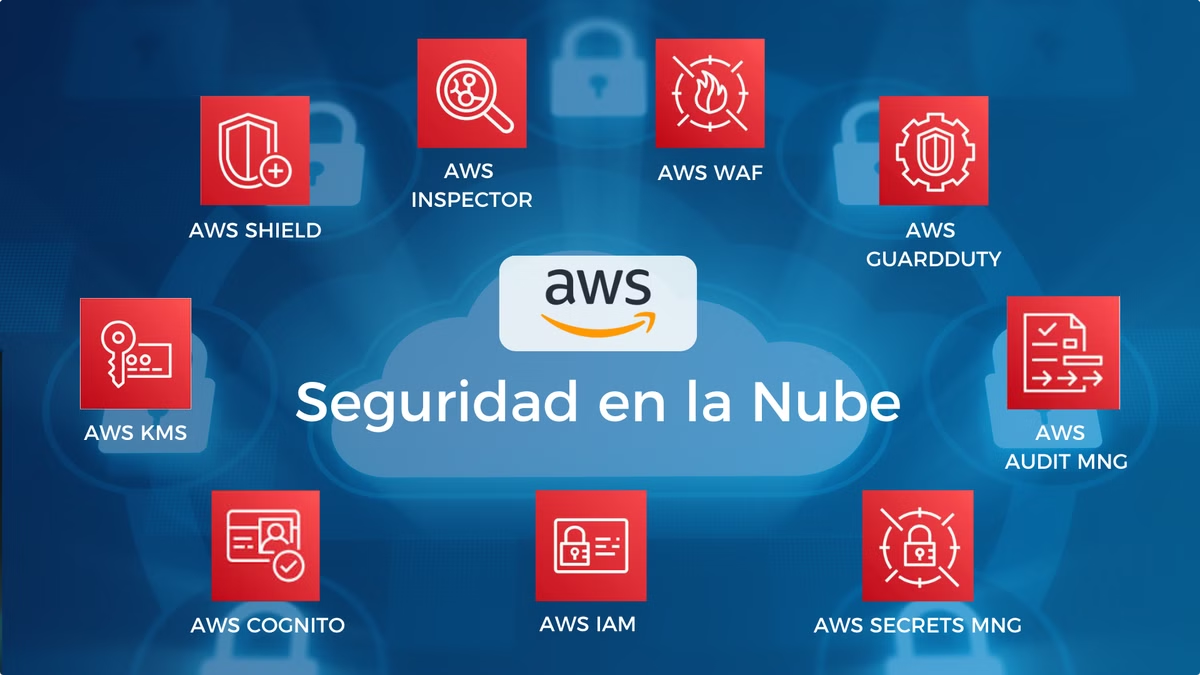 AWS
INSPECTOR
AWS WAF
AWS SHIELD
AWS
GUARDDUTY
aws
Seguridad en la Nube
AWS KMS
AWS
AUDIT MNG
AWS COGNITO
AWS IAM
AWS SECRETS MNG